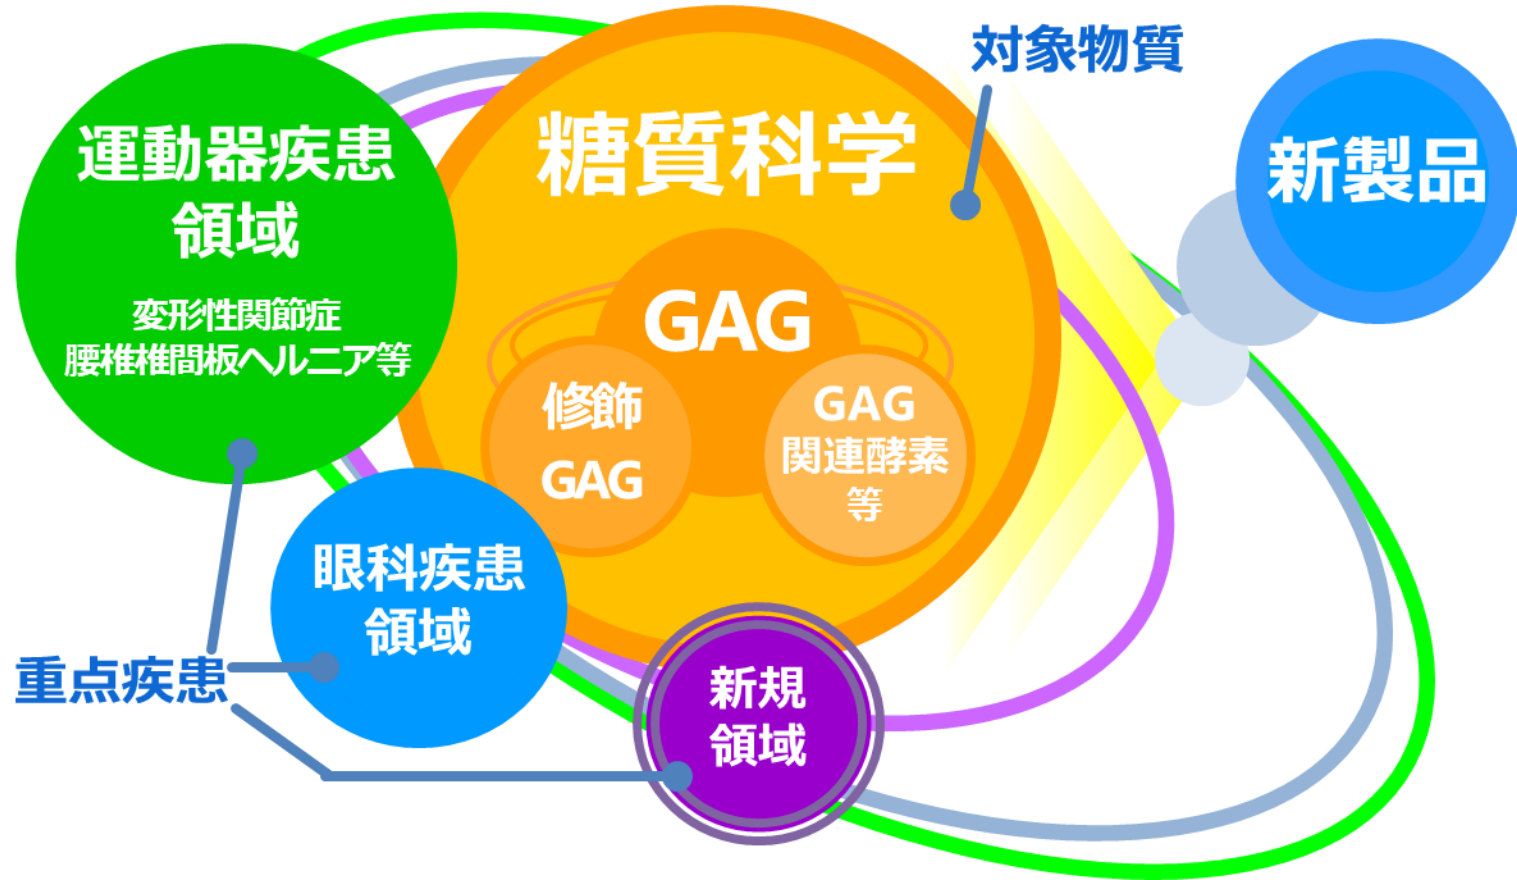 対象物質
運動器疾患
領域
変形性関節症
腰椎椎間板ヘルニア等
糖質科学
GAG
修飾
GAG
GAG
関連酵素
等
新製品
眼科疾患
領域
重点疾患
新規
領域